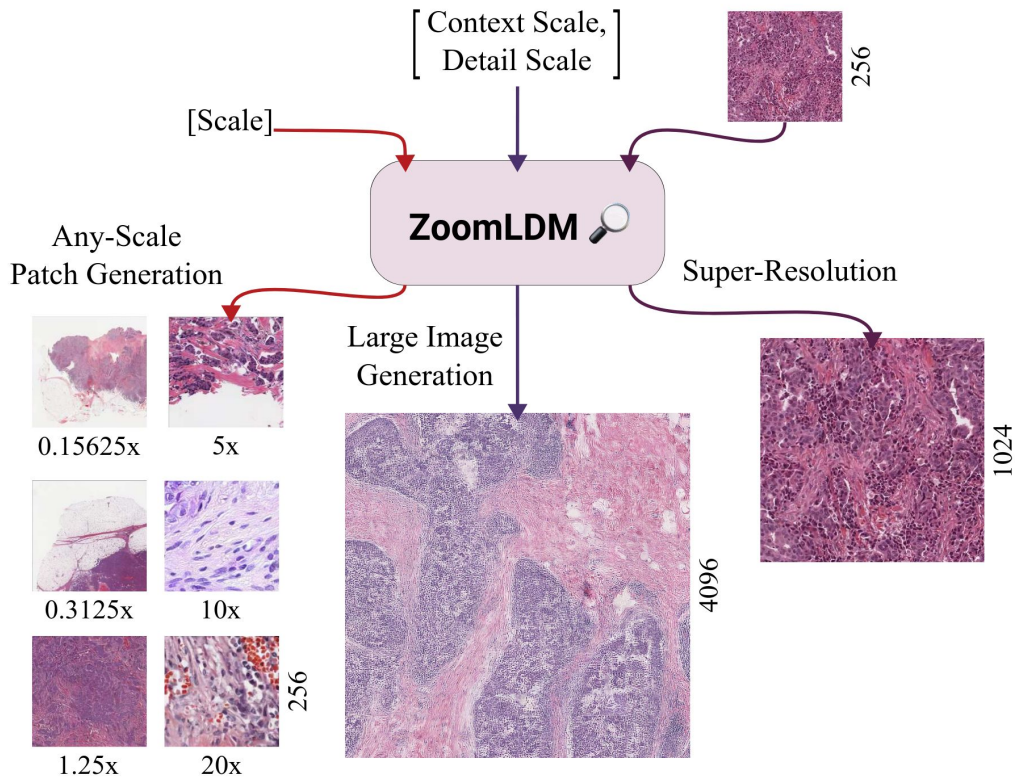 [Context Scale,
Detail Scale]
256
[Scale]
ZoomLDM
Any-Scale
Patch Generation
Super-Resolution
Large Image
Generation
0.15625x
5x
1024
0.3125x
10x
4096
256
1.25x
20x